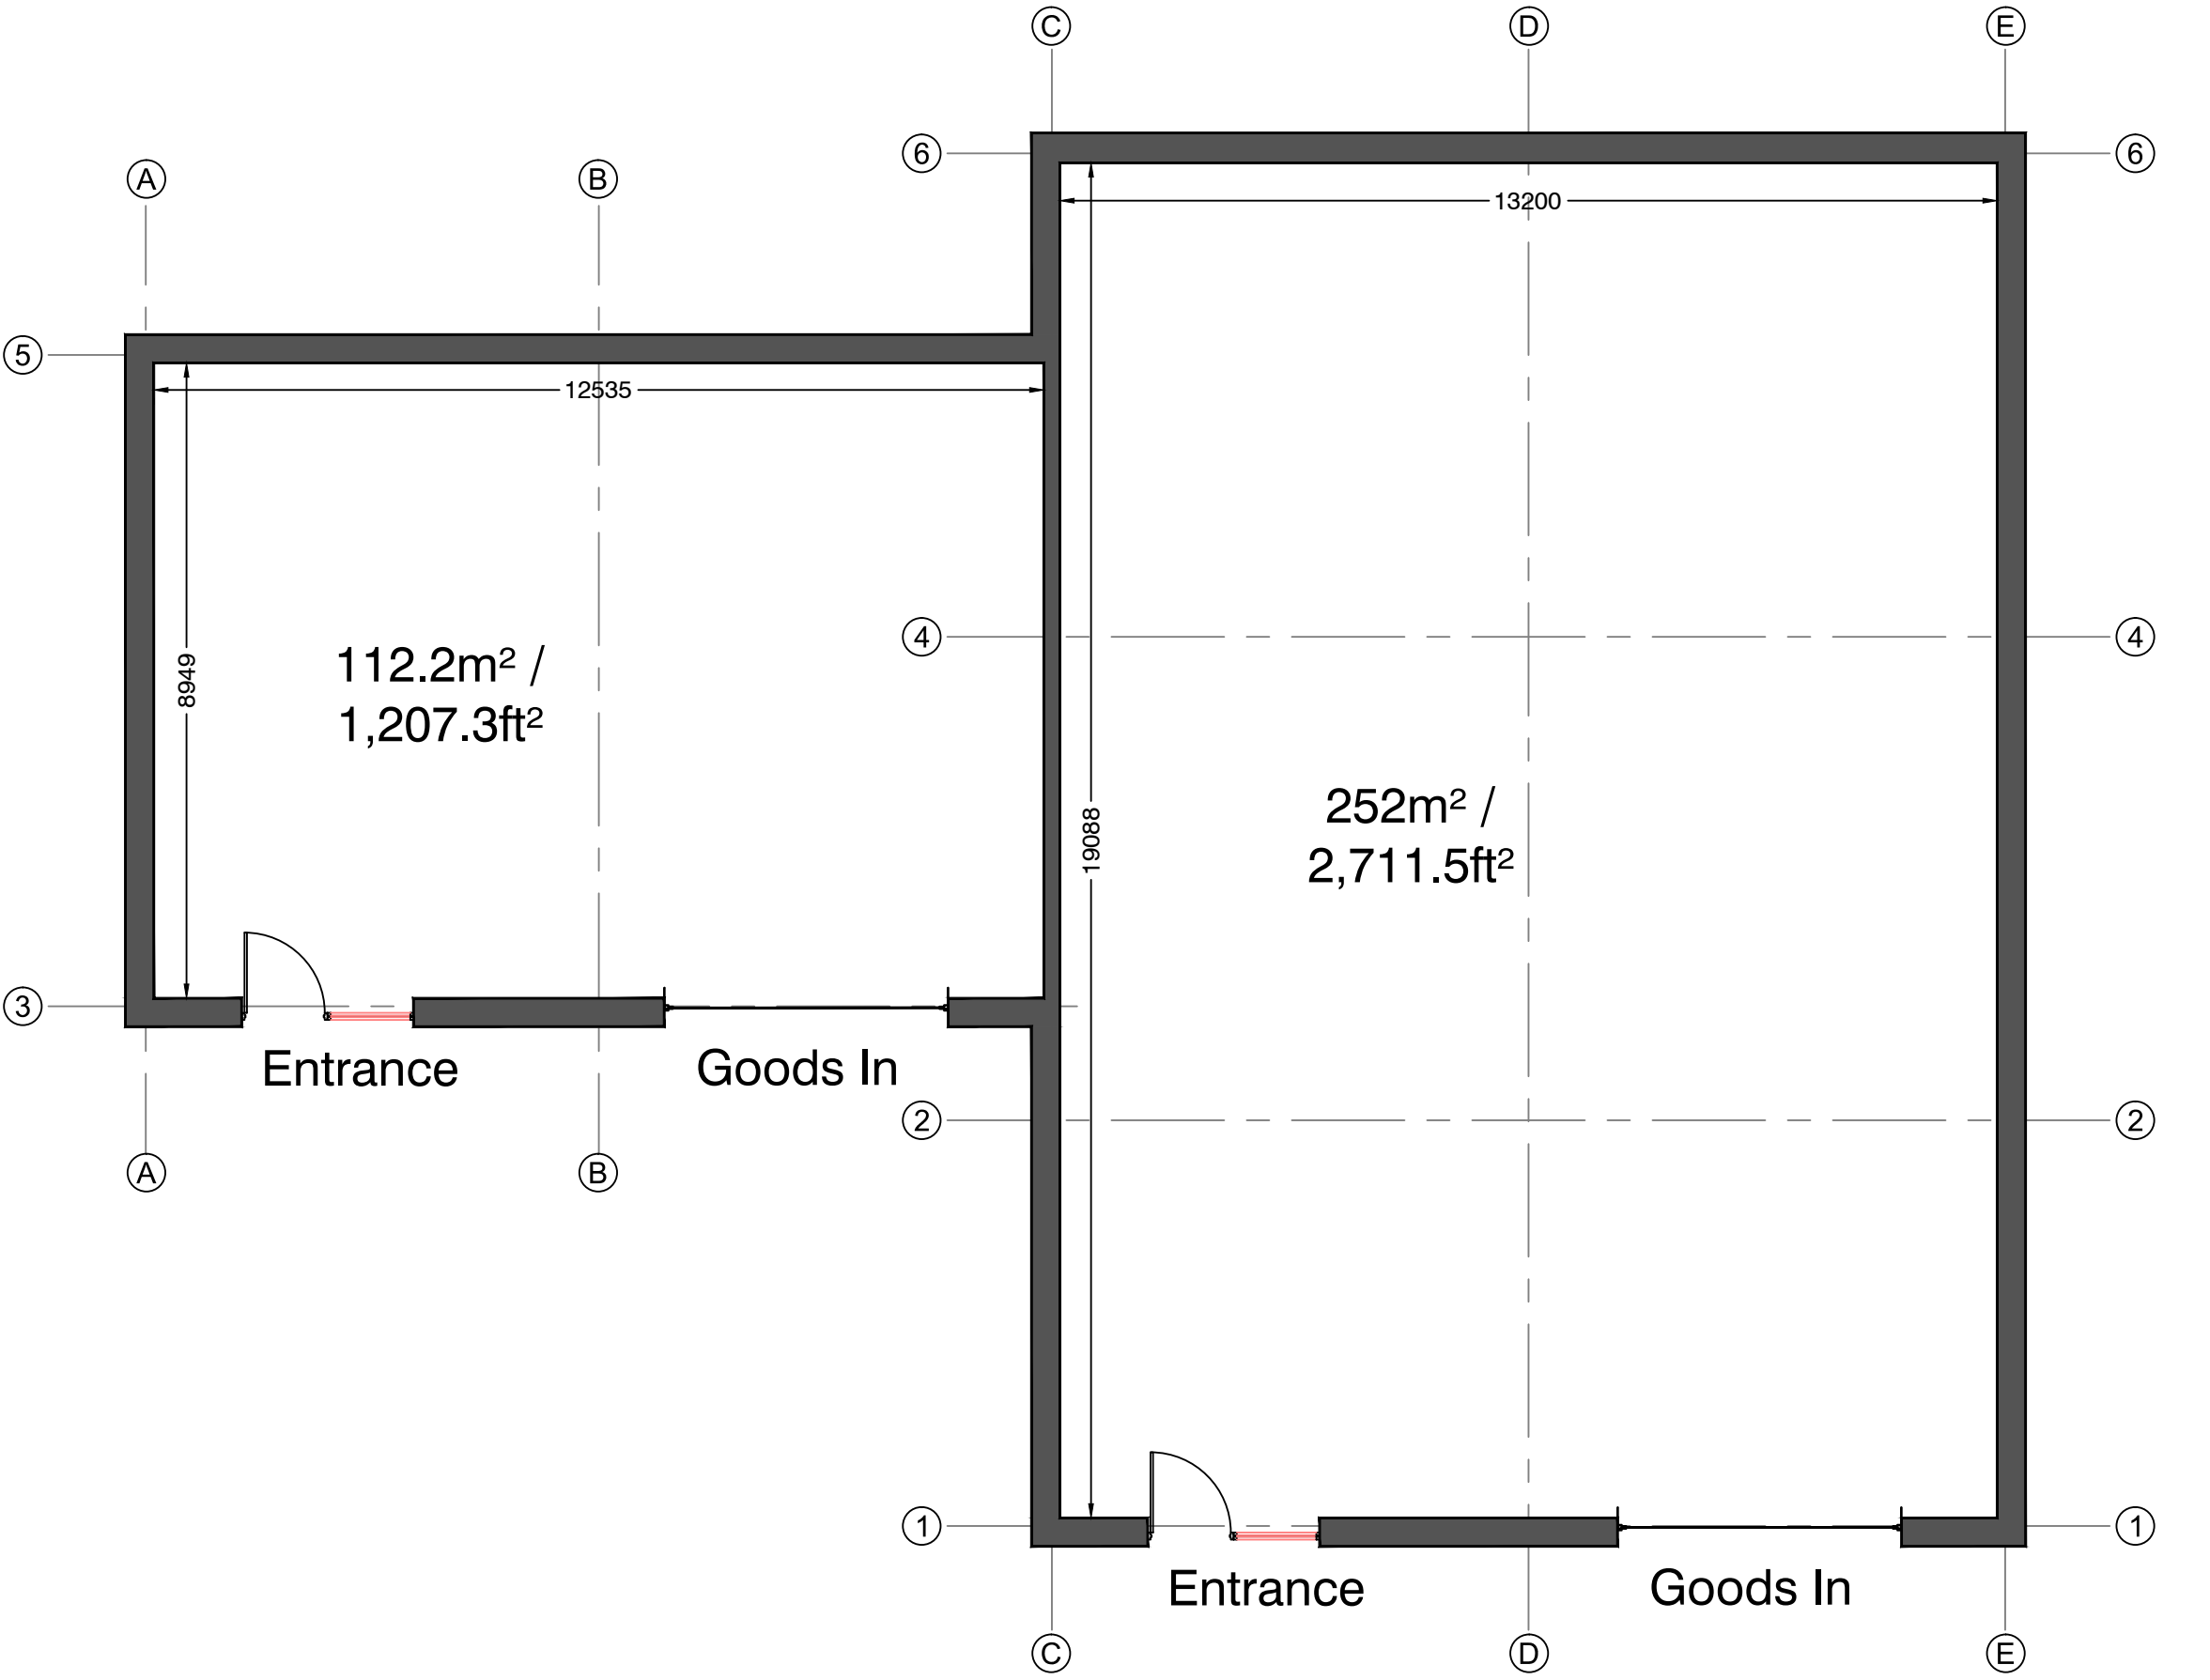 C
D
E
6
6
A
B
13200
5
12535
4
4
112.2m² /
1,207.3ft²
8949
252m² /
2,711.5ft²
19088
3
Entrance
Goods In
2
2
A
B
1
1
Entrance
Goods In
C
D
E